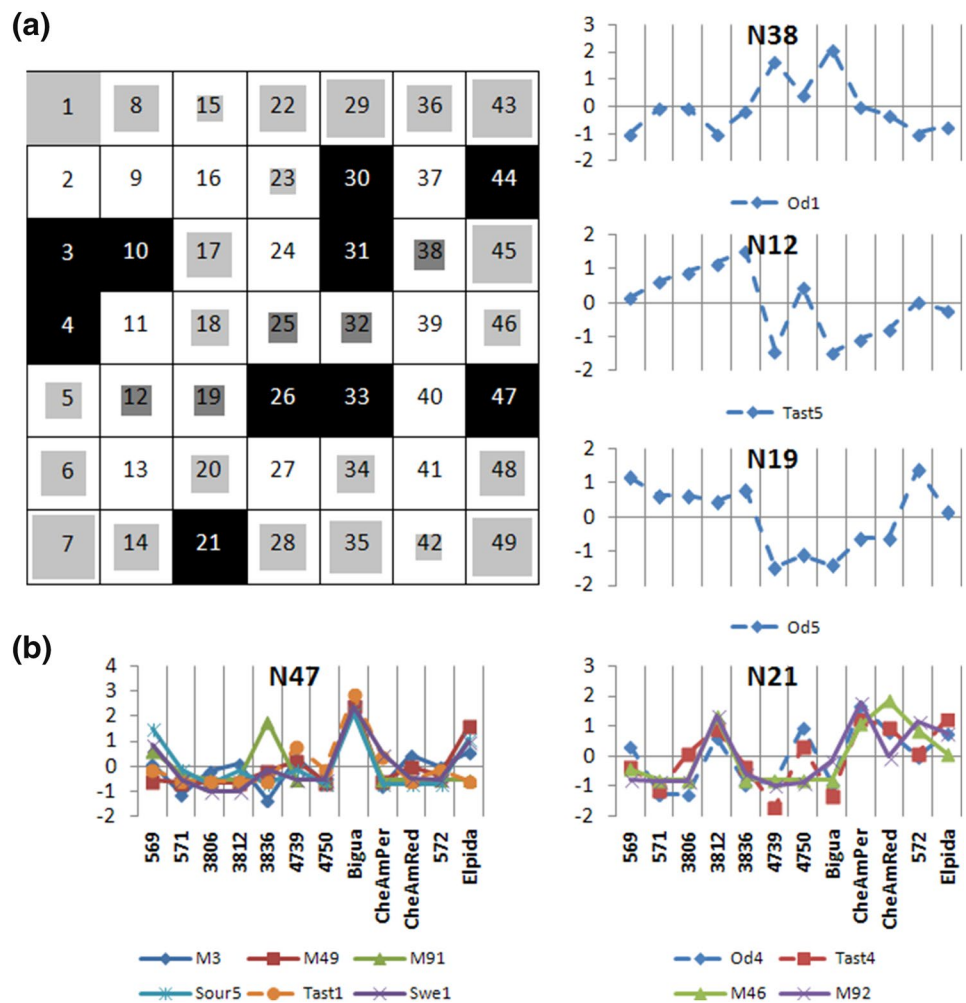 (a)
1 8 15 22 29 36 43
2 9 16 23 30 37 44
3 10 17 24 31 38 45
4 11 18 25 32 39 46
5 12 19 26 33 40 47
6 13 20 27 34 41 48
7 14 21 28 35 42 49
N38
3
2
1
0
-1
-2
Od1
N12
2
1
0
-1
-2
Tast5
N19
2
1
0
-1
-2
Od5
(b)
N47
4
3
2
1
0
-1
-2
569 571 3806 3812 3836 4739 4750 Bigua CheAmPer CheAmRed 572 Elpida
M3 M49 M91
Sour5 Tast1 Swe1
N21
3
2
1
0
-1
-2
569 571 3806 3812 3836 4739 4750 Bigua CheAmPer CheAmRed 572 Elpida
Od4 Tast4
M46 M92